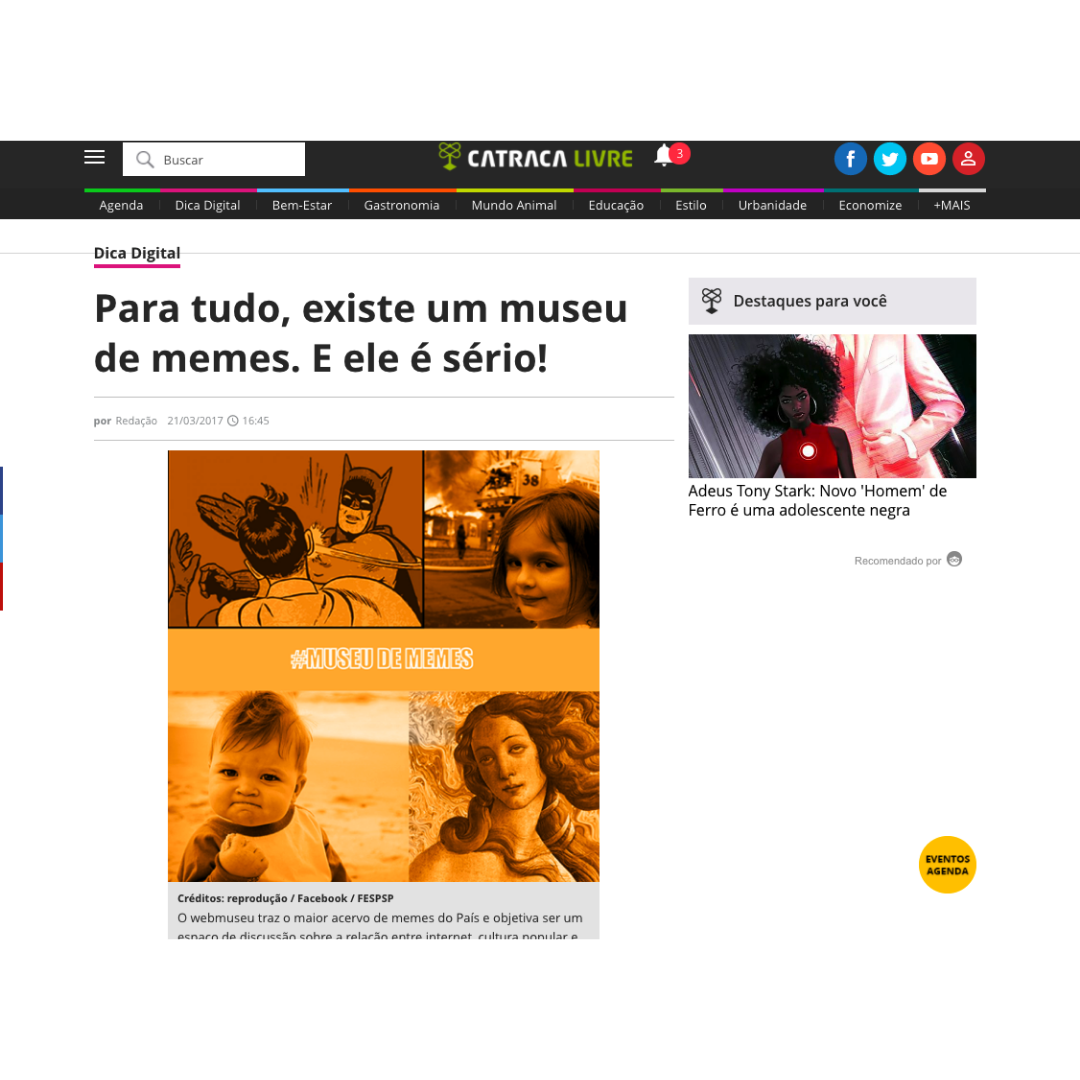 Buscar
CATRACA LIVRE
3
Agenda
Dica Digital
Bem-Estar
Gastronomia
Mundo Animal
Educação
Estilo
Urbanidade
Economize
+MAIS
Dica Digital
Para tudo, existe um museu
de memes. E ele é sério!
por Redação 21/03/2017 16:45
38
#MUSEU DE MEMES
Créditos: reprodução / Facebook / FESPSP
O webmuseu traz o maior acervo de memes do País e objetiva ser um
espaço de discussão sobre a relação entre internet, cultura popular e
Destaques para você
Adeus Tony Stark: Novo 'Homem' de
Ferro é uma adolescente negra
Recomendado por
EVENTOS
AGENDA